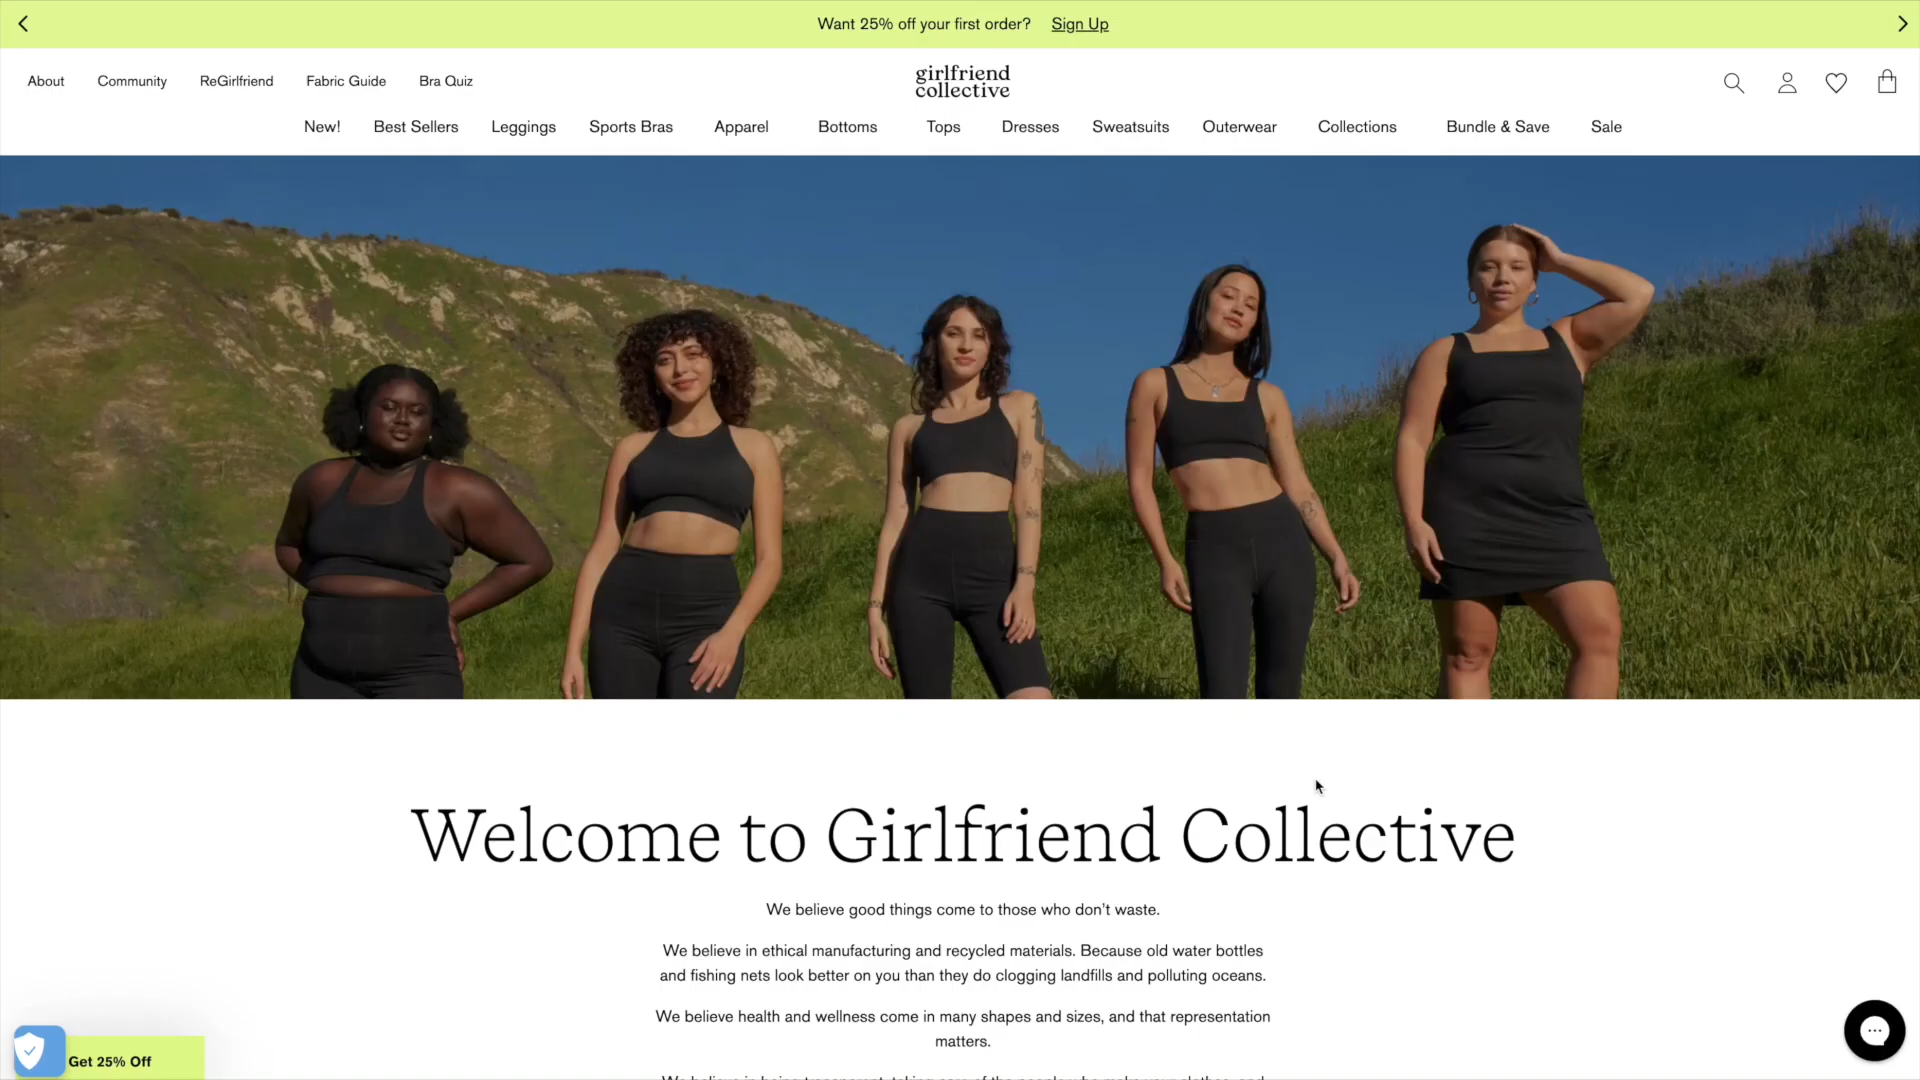 Want 25% off your first order? Sign Up
About Community ReGirlfriend Fabric Guide Bra Quiz
girlfriend
collective
New! Best Sellers Leggings Sports Bras Apparel Bottoms Tops Dresses Sweatsuits Outerwear Collections Bundle & Save Sale
Welcome to Girlfriend Collective
We believe good things come to those who don’t waste.
We believe in ethical manufacturing and recycled materials. Because old water bottles
and fishing nets look better on you than they do clogging landfills and polluting oceans.
We believe health and wellness come in many shapes and sizes, and that representation
matters.
Get 25% Off